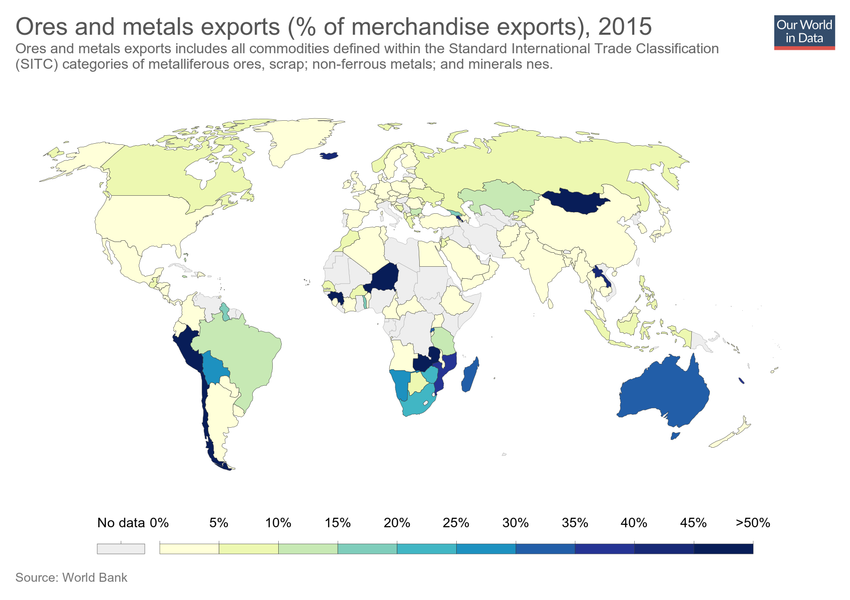 Ores and metals exports (% of merchandise exports), 2015
Our World
in Data
Ores and metals exports includes all commodities defined within the Standard International Trade Classification
(SITC) categories of metalliferous ores, scrap; non-ferrous metals; and minerals nes.
No data 0% 5% 10% 15% 20% 25% 30% 35% 40% 45% >50%
Source: World Bank